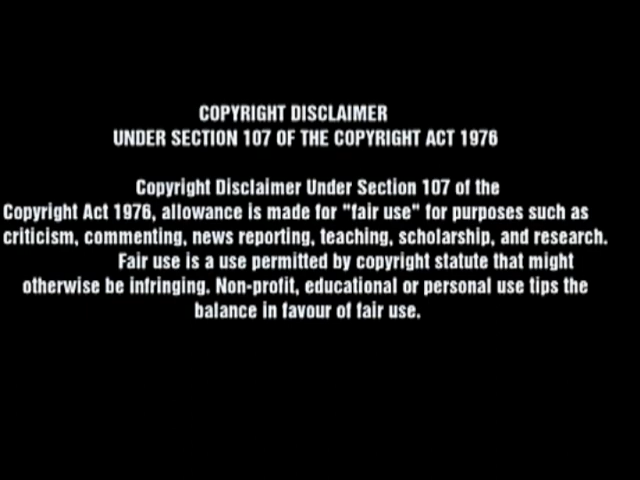 COPYRIGHT DISCLAIMER
UNDER SECTION 107 OF THE COPYRIGHT ACT 1976
Copyright Disclaimer Under Section 107 of the
Copyright Act 1976, allowance is made for "fair use" for purposes such as
criticism, commenting, news reporting, teaching, scholarship, and research.
Fair use is a use permitted by copyright statute that might
otherwise be infringing. Non-profit, educational or personal use tips the
balance in favour of fair use.